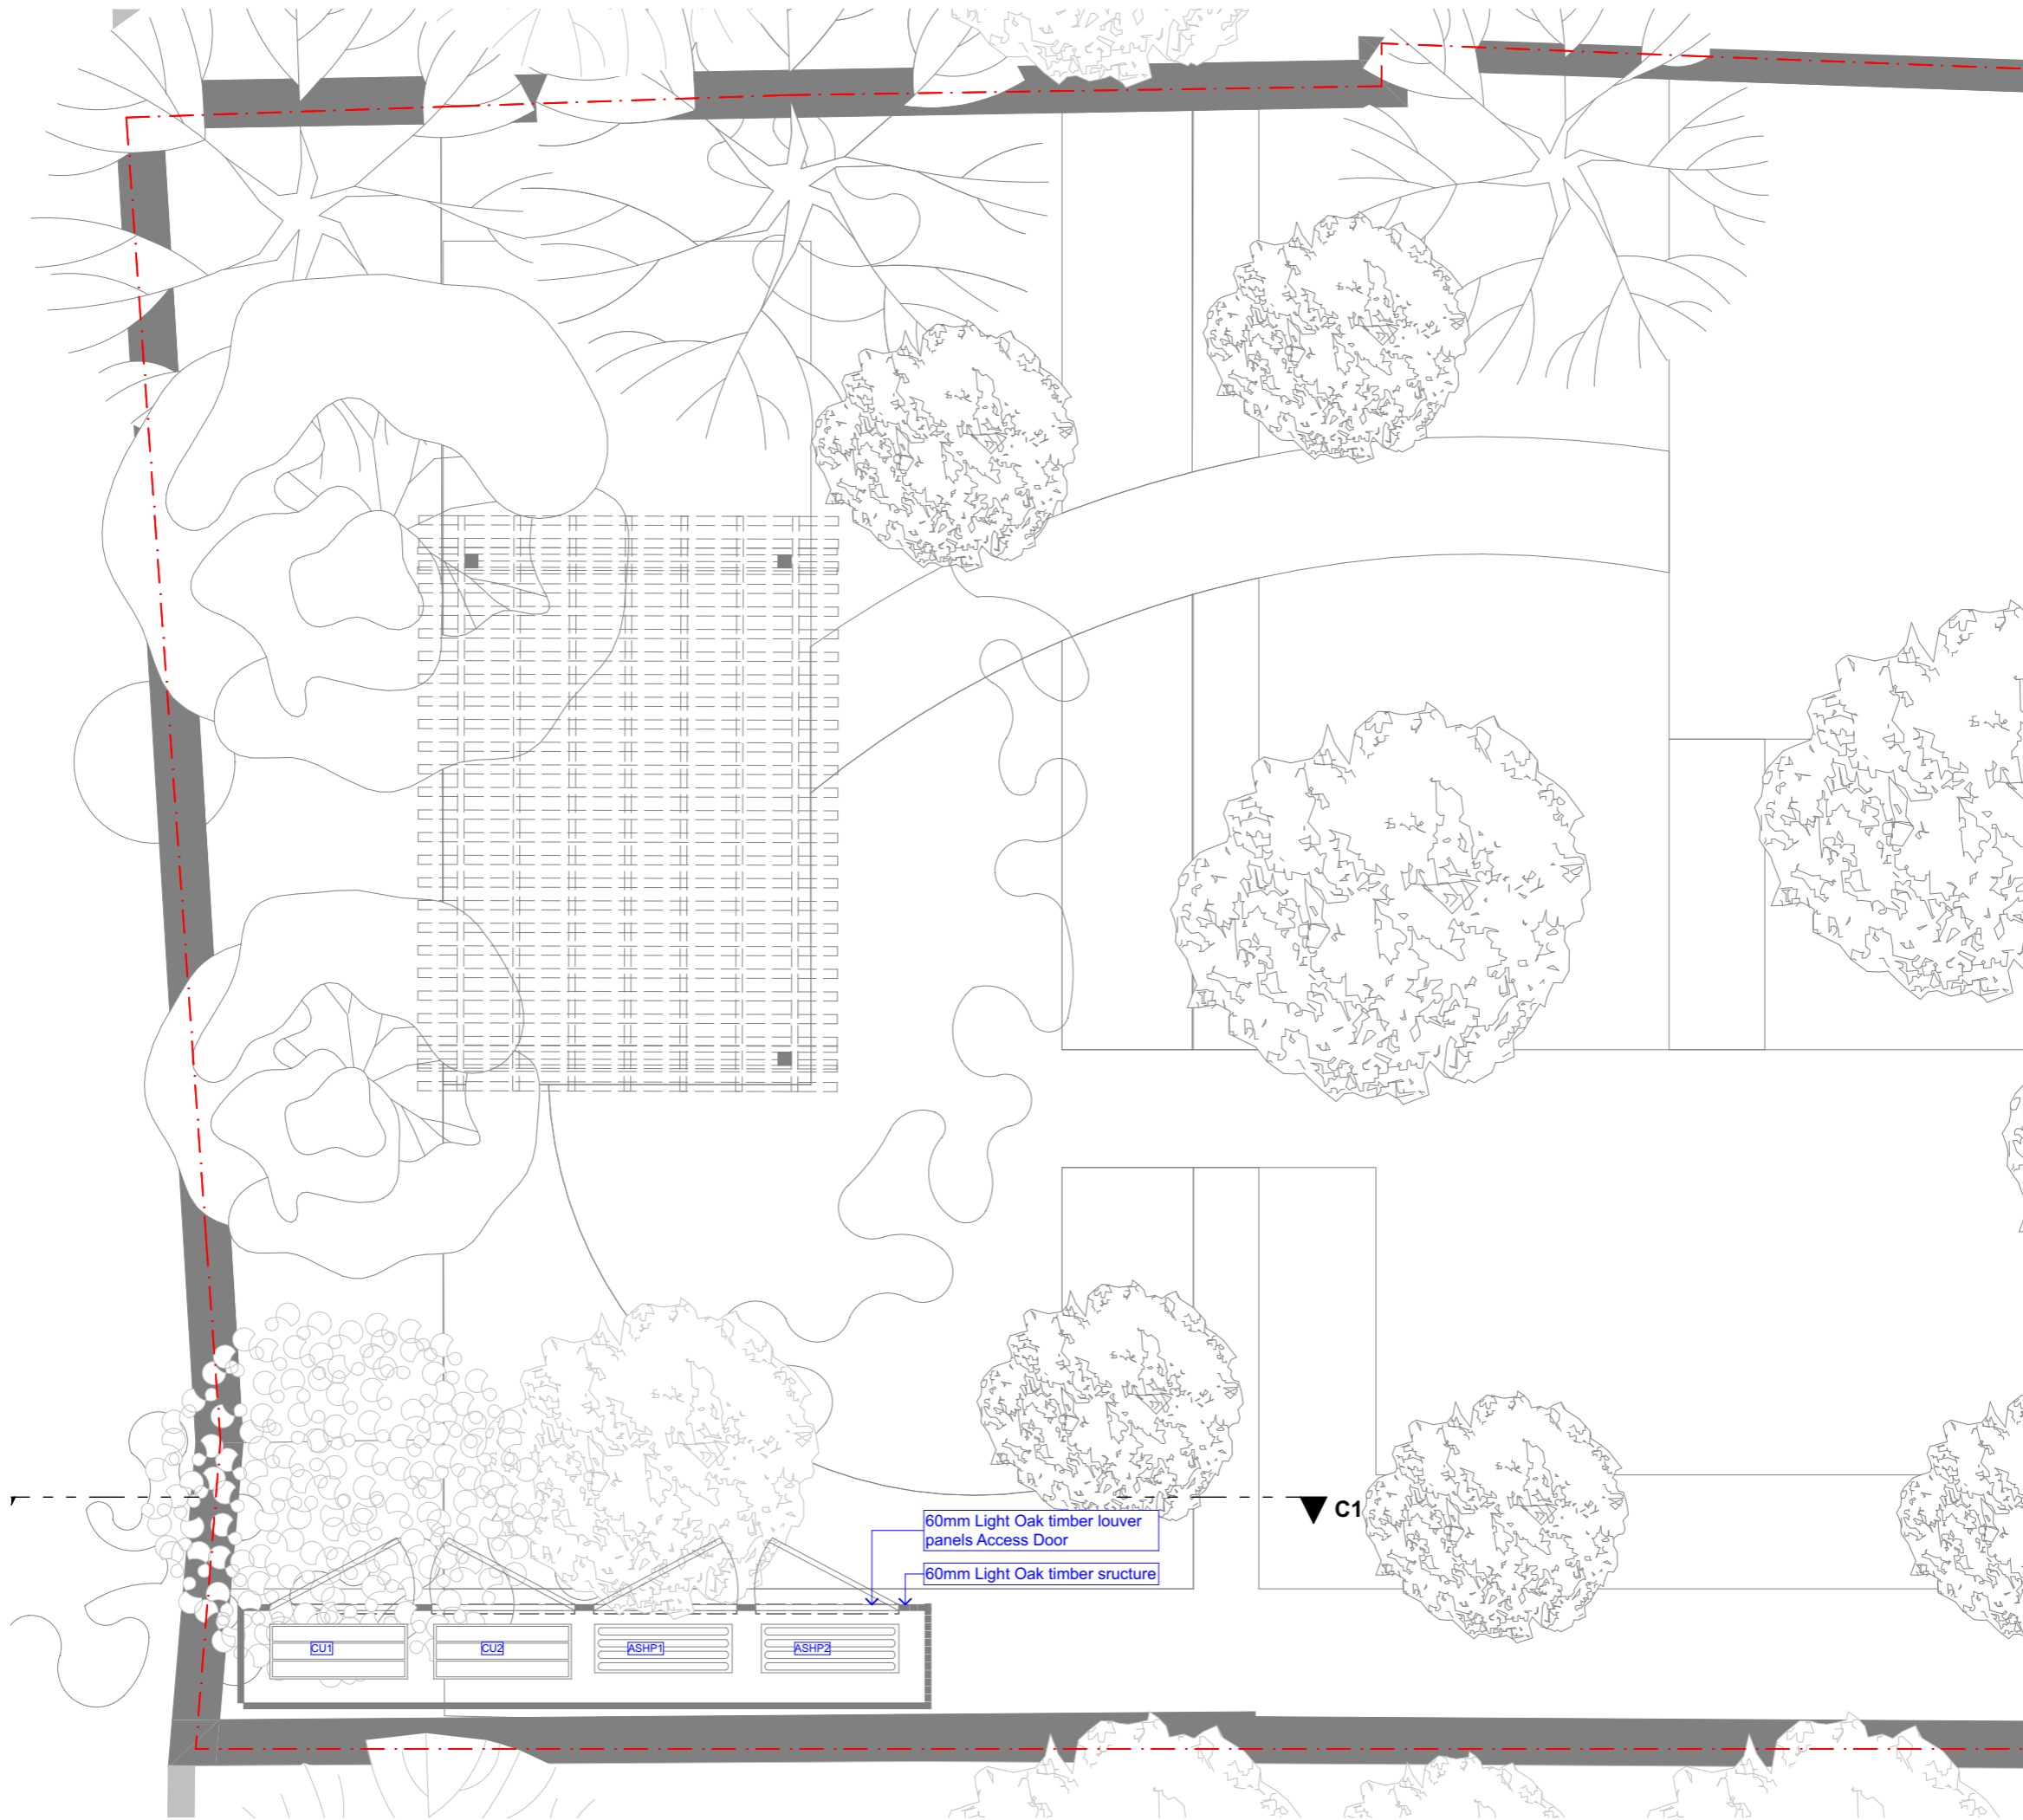 C1
60mm Light Oak timber louver
panels Access Door
60mm Light Oak timber sructure
CU1
CU2
ASHP1
ASHP2